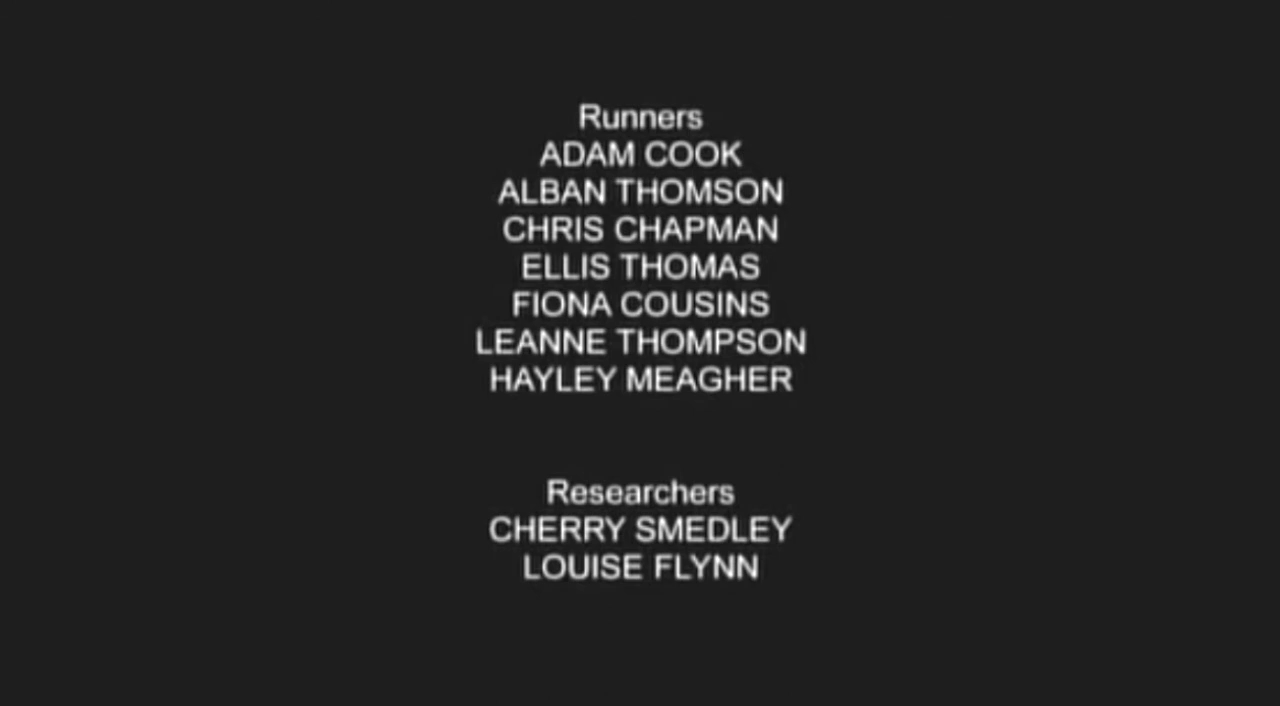 Runners
ADAM COOK
ALBAN THOMSON
CHRIS CHAPMAN
ELLIS THOMAS
FIONA COUSINS
LEANNE THOMPSON
HAYLEY MEAGHER
Researchers
CHERRY SMEDLEY
LOUISE FLYNN